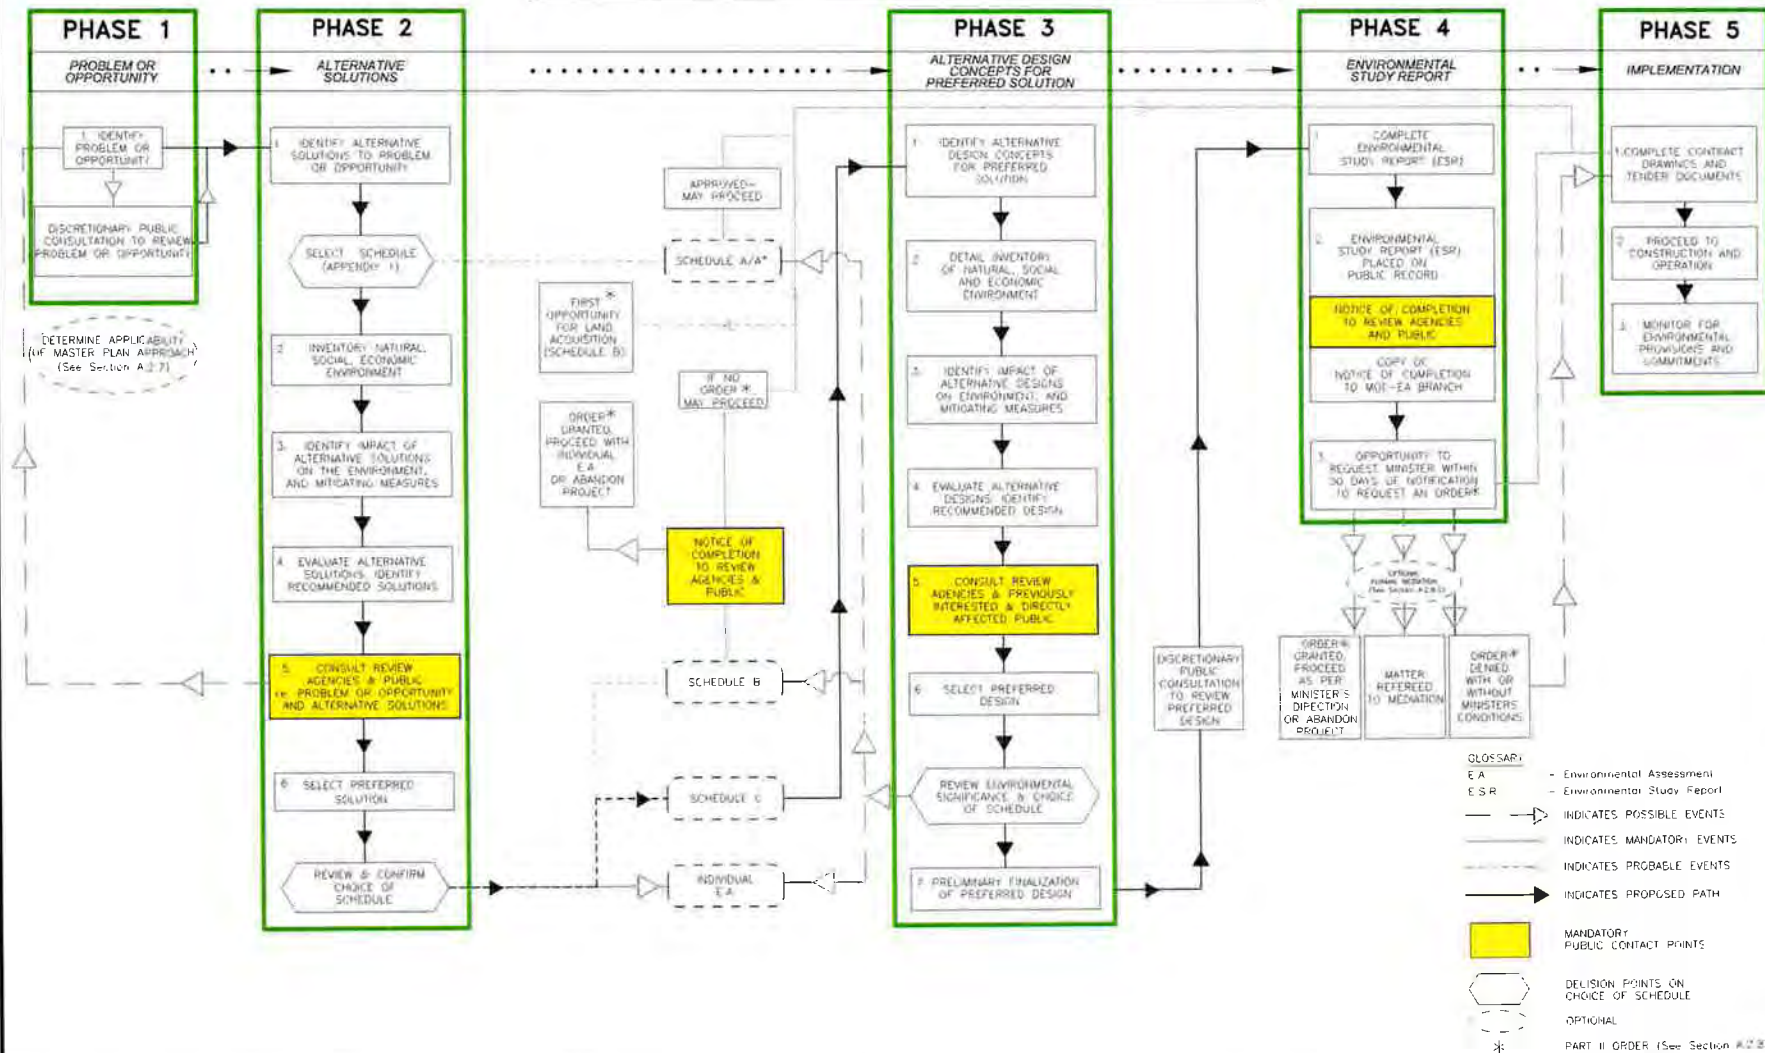 PHASE 1
PROBLEM OR
OPPORTUNITY
1. IDENTIFY
PROBLEM OR
OPPORTUNITY
DISCRETIONARY PUBLIC
CONSULTATION TO REVIEW
PROBLEM OR OPPORTUNITY
DETERMINE APPLICABILITY
OF MASTER PLAN APPROACH
(See Section A.2.7)
PHASE 2
ALTERNATIVE
SOLUTIONS
1 IDENTIFY ALTERNATIVE
SOLUTIONS TO PROBLEM
OR OPPORTUNITY
SELECT SCHEDULE
(APPENDIX 1)
2 INVENTORY NATURAL,
SOCIAL, ECONOMIC
ENVIRONMENT
3. IDENTIFY IMPACT OF
ALTERNATIVE SOLUTIONS
ON THE ENVIRONMENT,
AND MITIGATING MEASURES
4 EVALUATE ALTERNATIVE
SOLUTIONS: IDENTIFY
RECOMMENDED SOLUTIONS
5. CONSULT REVIEW
AGENCIES & PUBLIC
re: PROBLEM OR OPPORTUNITY
AND ALTERNATIVE SOLUTIONS
6 SELECT PREFERRED
SOLUTION
REVIEW & CONFIRM
CHOICE OF
SCHEDULE
APPROVED-
MAY PROCEED
SCHEDULE A/A*
FIRST *
OPPORTUNITY
FOR LAND
ACQUISITION
(SCHEDULE B)
IF NO
ORDER *
MAY PROCEED
ORDER*
GRANTED,
PROCEED WITH
INDIVIDUAL
E.A
OR ABANDON
PROJECT
NOTICE OF
COMPLETION
TO REVIEW
AGENCIES &
PUBLIC
SCHEDULE B
SCHEDULE C
INDIVIDUAL
E.A
PHASE 3
ALTERNATIVE DESIGN
CONCEPTS FOR
PREFERRED SOLUTION
1 IDENTIFY ALTERNATIVE
DESIGN CONCEPTS
FOR PREFERRED
SOLUTION
2 DETAIL INVENTORY
OF NATURAL, SOCIAL
AND ECONOMIC
ENVIRONMENT
3. IDENTIFY IMPACT OF
ALTERNATIVE DESIGNS
ON ENVIRONMENT, AND
MITIGATING MEASURES
4 EVALUATE ALTERNATIVE
DESIGNS: IDENTIFY
RECOMMENDED DESIGN
5. CONSULT REVIEW
AGENCIES & PREVIOUSLY
INTERESTED & DIRECTLY
AFFECTED PUBLIC
6 SELECT PREFERRED
DESIGN
REVIEW ENVIRONMENTAL
SIGNIFICANCE & CHOICE
OF SCHEDULE
7 PRELIMINARY FINALIZATION
OF PREFERRED DESIGN
DISCRETIONARY
PUBLIC
CONSULTATION
TO REVIEW
PREFERRED
DESIGN
PHASE 4
ENVIRONMENTAL
STUDY REPORT
1 COMPLETE
ENVIRONMENTAL
STUDY REPORT (ESR)
2. ENVIRONMENTAL
STUDY REPORT (ESR)
PLACED ON
PUBLIC RECORD
NOTICE OF COMPLETION
TO REVIEW AGENCIES
AND PUBLIC
COPY OF
NOTICE OF COMPLETION
TO MOE-EA BRANCH
3. OPPORTUNITY TO
REQUEST MINISTER WITHIN
30 DAYS OF NOTIFICATION
TO REQUEST AN ORDER*
OPTIONAL
FORMAL MEDIATION
ORDER *
GRANTED,
PROCEED
AS PER
MINISTER'S
DIRECTION
OR ABANDON
PROJECT
MATTER
REFEREED
TO MEDIATION
ORDER*
DENIED
WITH OR
WITHOUT
MINISTERS
CONDITIONS
PHASE 5
IMPLEMENTATION
1. COMPLETE CONTRACT
DRAWINGS AND
TENDER DOCUMENTS
2 PROCEED TO
CONSTRUCTION AND
OPERATION
3. MONITOR FOR
ENVIRONMENTAL
PROVISIONS AND
COMMITMENTS
GLOSSARY
E A - Environmental Assessment
E S R - Environmental Study Report
INDICATES POSSIBLE EVENTS
INDICATES MANDATORY EVENTS
INDICATES PROBABLE EVENTS
INDICATES PROPOSED PATH
MANDATORY
PUBLIC CONTACT POINTS
DECISION POINTS ON
CHOICE OF SCHEDULE
OPTIONAL
* PART II ORDER (See Section